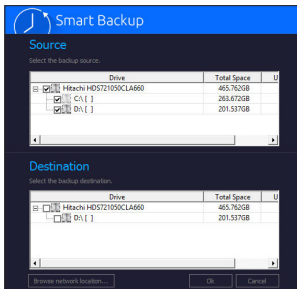 Smart Backup
Source
Select the backup source.
Drive Total Space U
Hitachi HDS721050CLA660 465.762GB
C:\ [ ] 263.672GB
D:\ [ ] 201.537GB
Destination
Select the backup destination.
Drive Total Space U
Hitachi HDS721050CLA660 465.762GB
D:\ [ ] 201.537GB
Browse network location... Ok Cancel